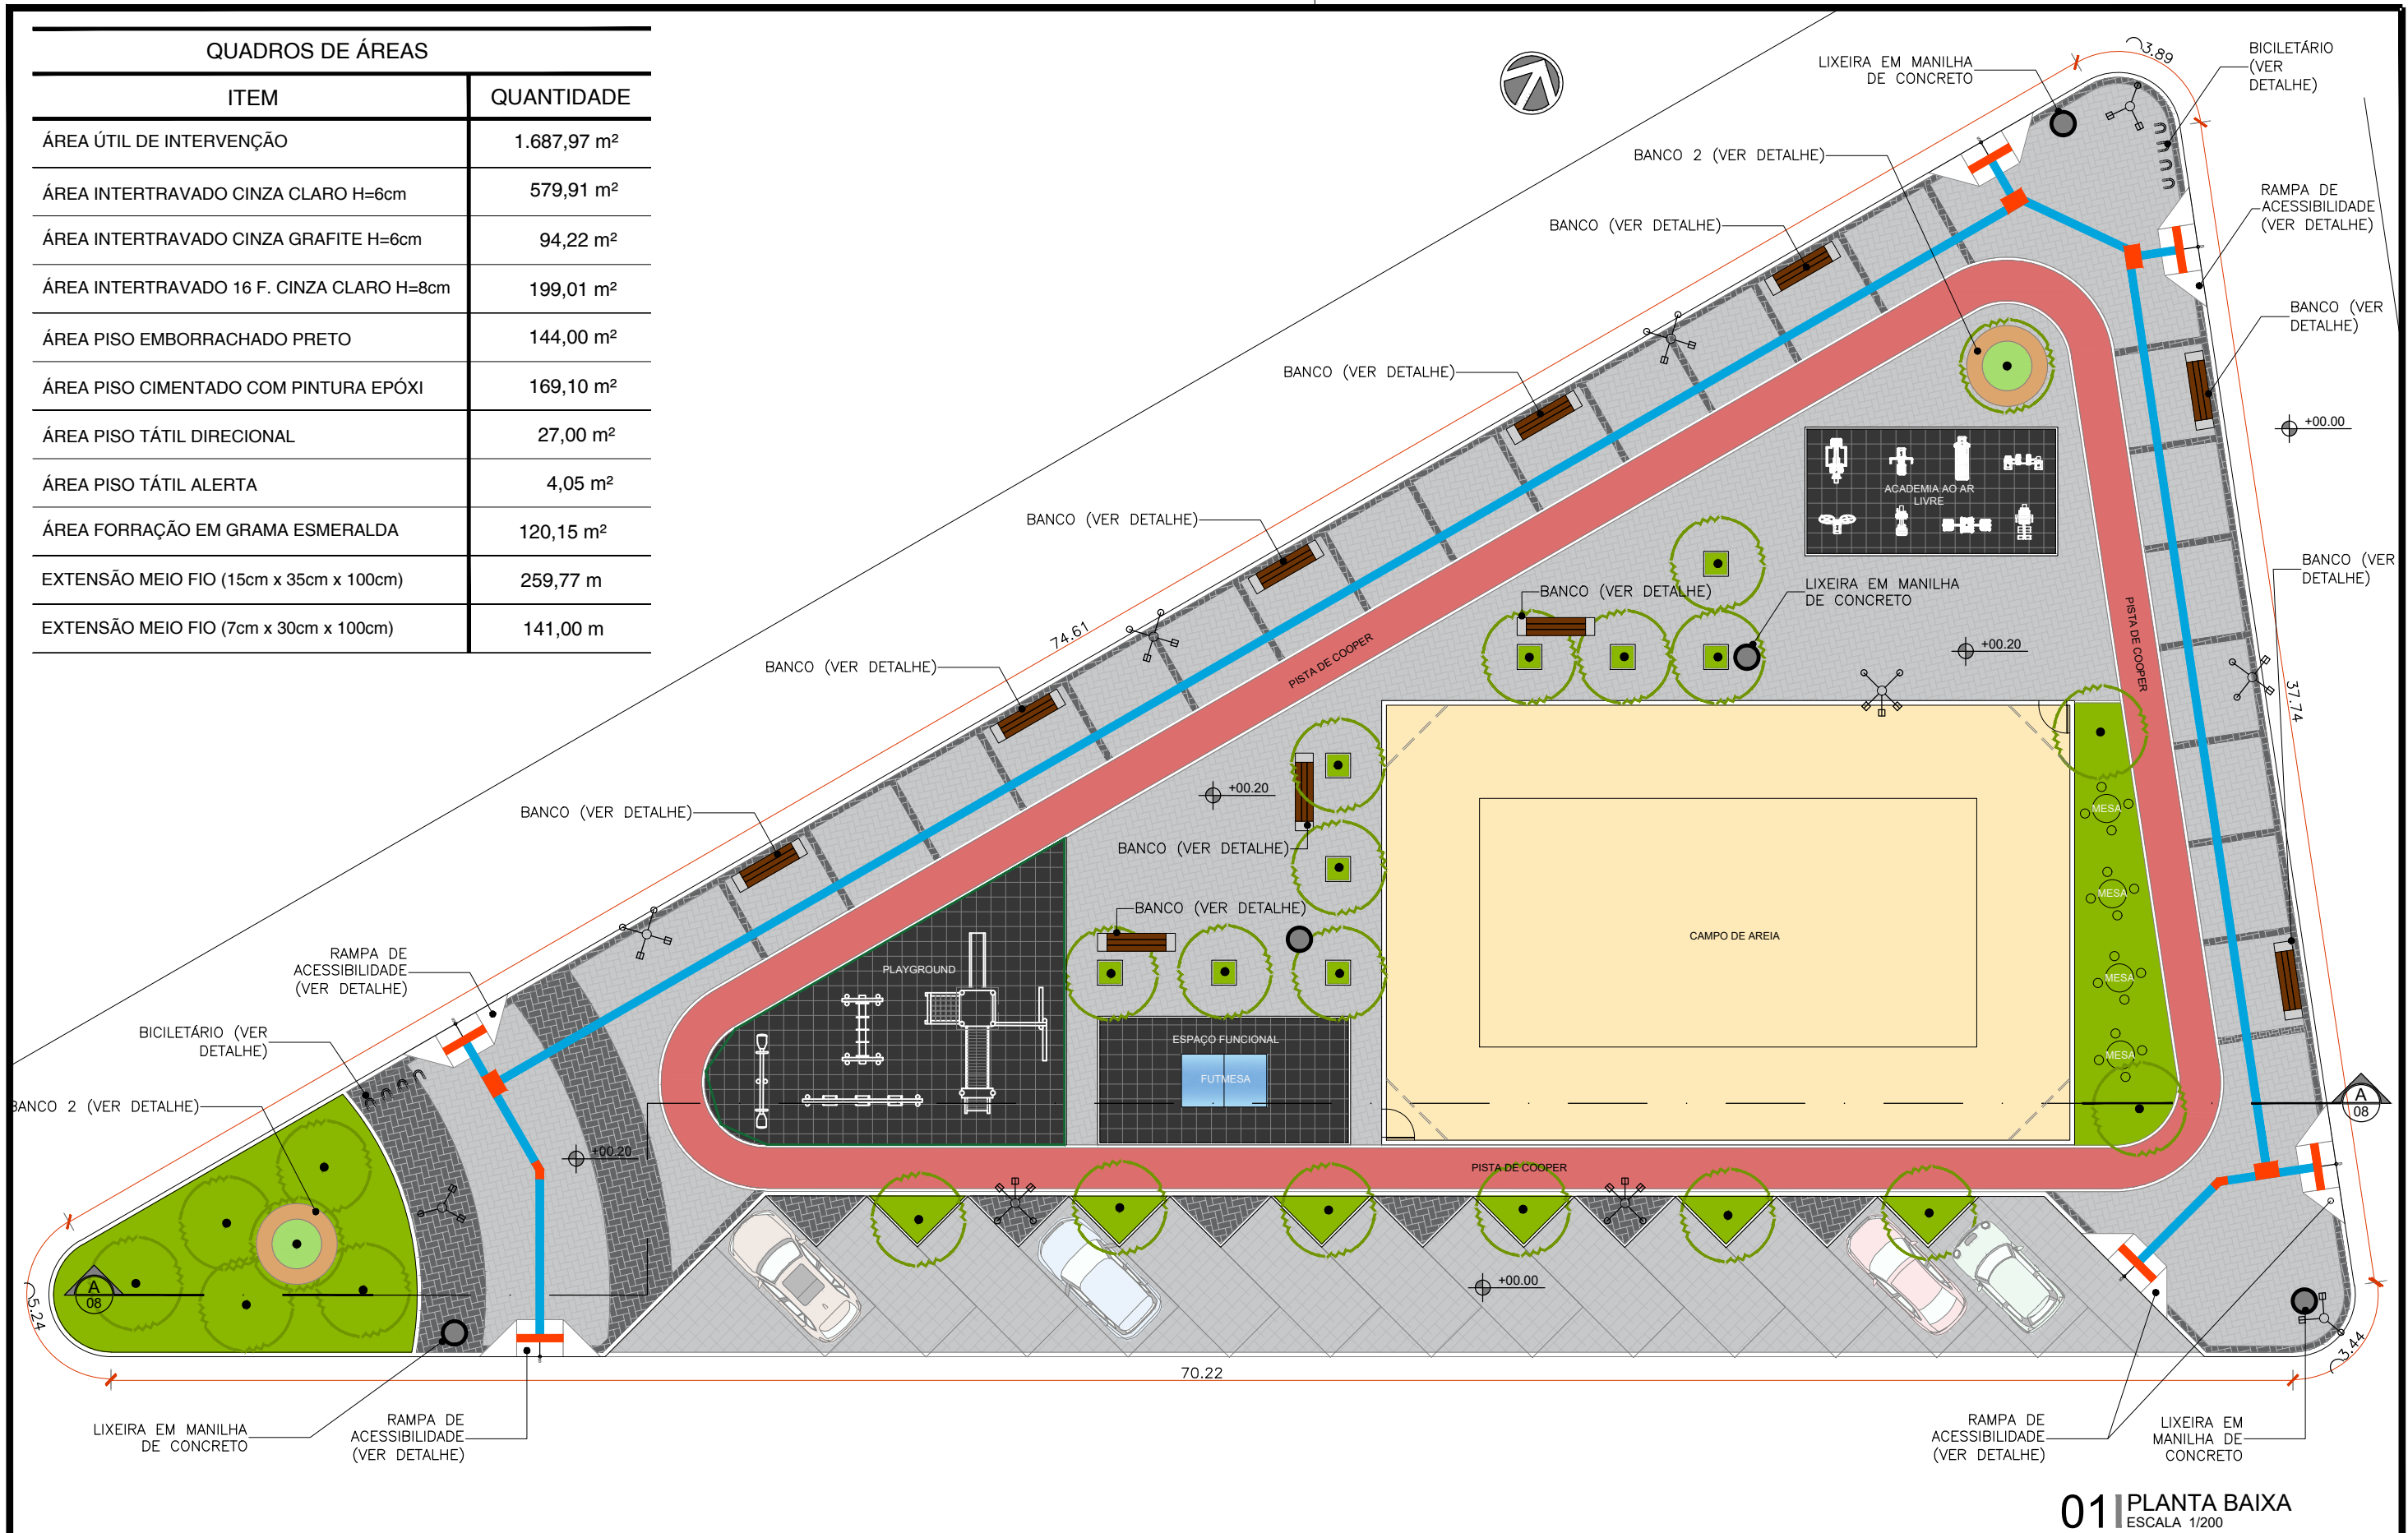 QUADROS DE ÁREAS
ITEM QUANTIDADE
ÁREA ÚTIL DE INTERVENÇÃO 1.687,97 m²
ÁREA INTERTRAVADO CINZA CLARO H=6cm 579,91 m²
ÁREA INTERTRAVADO CINZA GRAFITE H=6cm 94,22 m²
ÁREA INTERTRAVADO 16 F. CINZA CLARO H=8cm 199,01 m²
ÁREA PISO EMBORRACHADO PRETO 144,00 m²
ÁREA PISO CIMENTADO COM PINTURA EPÓXI 169,10 m²
ÁREA PISO TÁTIL DIRECIONAL 27,00 m²
ÁREA PISO TÁTIL ALERTA 4,05 m²
ÁREA FORRAÇÃO EM GRAMA ESMERALDA 120,15 m²
EXTENSÃO MEIO FIO (15cm x 35cm x 100cm) 259,77 m
EXTENSÃO MEIO FIO (7cm x 30cm x 100cm) 141,00 m
LIXEIRA EM MANILHA
DE CONCRETO
3.89
BICILETÁRIO
(VER
DETALHE)
BANCO 2 (VER DETALHE)
RAMPA DE
ACESSIBILIDADE
(VER DETALHE)
BANCO (VER DETALHE)
BANCO (VER
DETALHE)
BANCO (VER DETALHE)
+00.00
ACADEMIA AO AR
LIVRE
BANCO (VER DETALHE)
BANCO (VER
DETALHE)
BANCO (VER DETALHE)
LIXEIRA EM MANILHA
DE CONCRETO
PISTA DE COOPER
74.61
PISTA DE COOPER
+00.20
BANCO (VER DETALHE)
37.74
+00.20
BANCO (VER DETALHE)
MESA
BANCO (VER DETALHE)
MESA
BANCO (VER DETALHE)
CAMPO DE AREIA
RAMPA DE
ACESSIBILIDADE
(VER DETALHE)
PLAYGROUND
MESA
BICILETÁRIO (VER
DETALHE)
ESPAÇO FUNCIONAL
MESA
FUTMESA
BANCO 2 (VER DETALHE)
A
08
+00.20
PISTA DE COOPER
A
08
+00.00
5.24
3.44
70.22
LIXEIRA EM MANILHA
DE CONCRETO
RAMPA DE
ACESSIBILIDADE
(VER DETALHE)
RAMPA DE
ACESSIBILIDADE
(VER DETALHE)
LIXEIRA EM
MANILHA DE
CONCRETO
01 PLANTA BAIXA
ESCALA 1/200